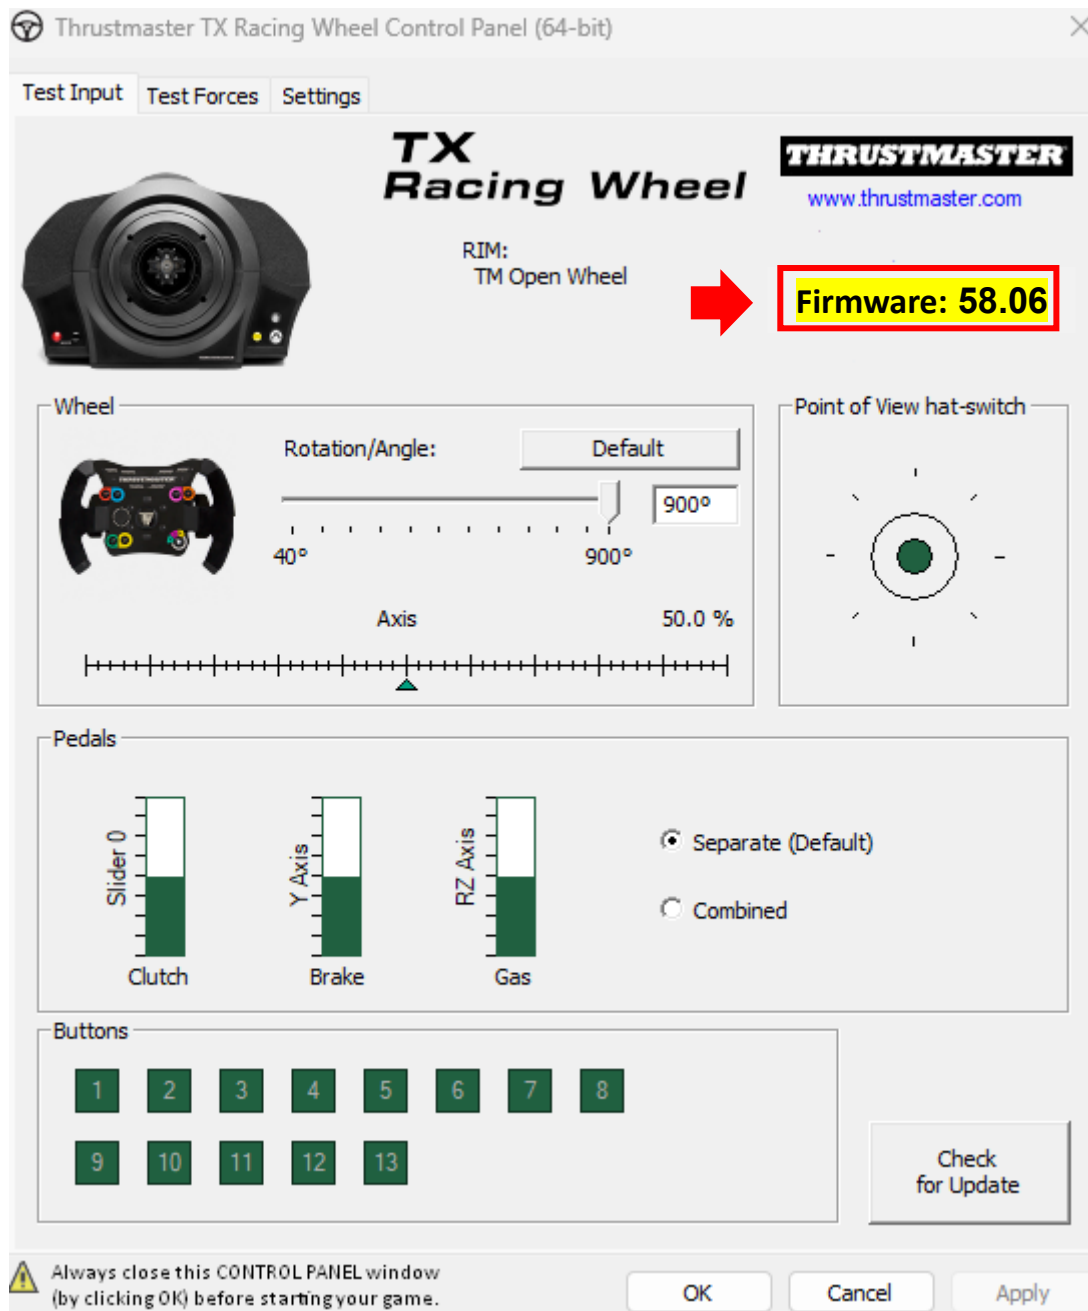 Thrustmaster TX Racing Wheel Control Panel (64-bit)
Test Input Test Forces Settings
TX
Racing Wheel
THRUSTMASTER
www.thrustmaster.com
RIM:
TM Open Wheel
Firmware: 58.06
Wheel
Rotation/Angle:
Default
900°
40° 900°
Axis 50.0 %
Point of View hat-switch
Pedals
Slider 0
Clutch
Y Axis
Brake
RZ Axis
Gas
Separate (Default)
Combined
Buttons
1 2 3 4 5 6 7 8
9 10 11 12 13
Check
for Update
Always close this CONTROL PANEL window
(by clicking OK) before starting your game.
OK Cancel Apply